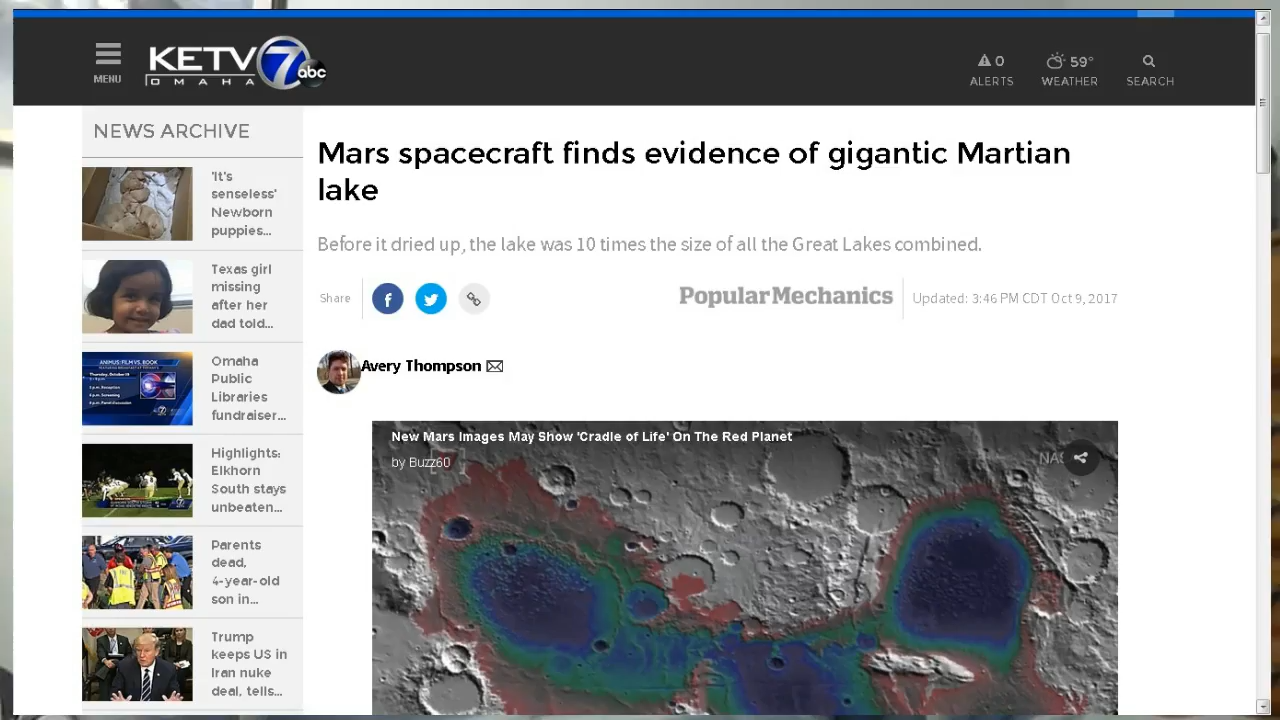 MENU
KETV 7 abc
OMAHA
0
ALERTS
59°
WEATHER
SEARCH
NEWS ARCHIVE
'It's
senseless'
Newborn
puppies...
Texas girl
missing
after her
dad told...
ANIMUS: FILM VS. BOOK
Omaha
Public
Libraries
fundraiser...
Highlights:
Elkhorn
South stays
unbeaten...
Parents
dead,
4-year-old
son in...
Trump
keeps US in
Iran nuke
deal, tells...
Mars spacecraft finds evidence of gigantic Martian
lake
Before it dried up, the lake was 10 times the size of all the Great Lakes combined.
Share
PopularMechanics
Updated: 3:46 PM CDT Oct 9, 2017
Avery Thompson
New Mars Images May Show 'Cradle of Life' On The Red Planet
by Buzz60